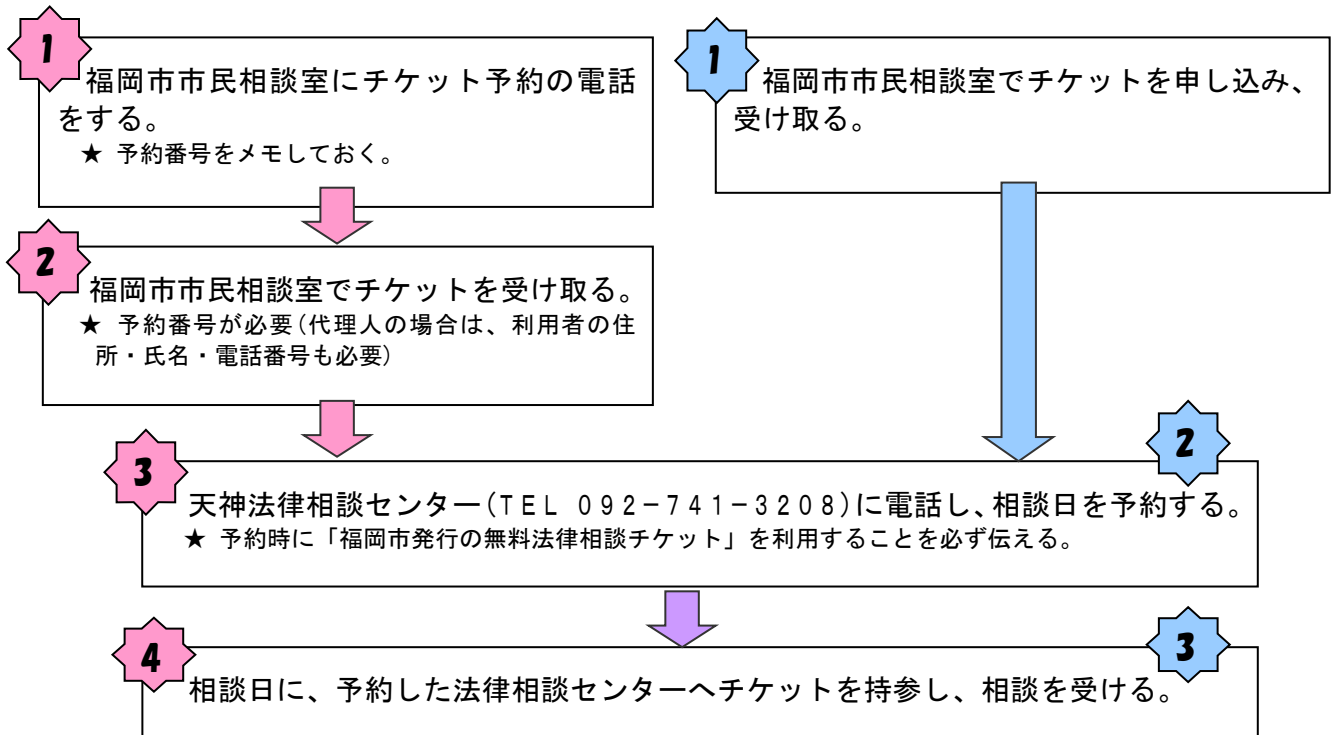 1
福岡市市民相談室にチケット予約の電話
をする。
★ 予約番号をメモしておく。
1
福岡市市民相談室でチケットを申し込み、
受け取る。
2
福岡市市民相談室でチケットを受け取る。
★ 予約番号が必要(代理人の場合は、利用者の住
所・氏名・電話番号も必要)
3
2
天神法律相談センター(TEL 092-741-3208)に電話し、相談日を予約する。
★ 予約時に「福岡市発行の無料法律相談チケット」を利用することを必ず伝える。
4
3
相談日に、予約した法律相談センターへチケットを持参し、相談を受ける。